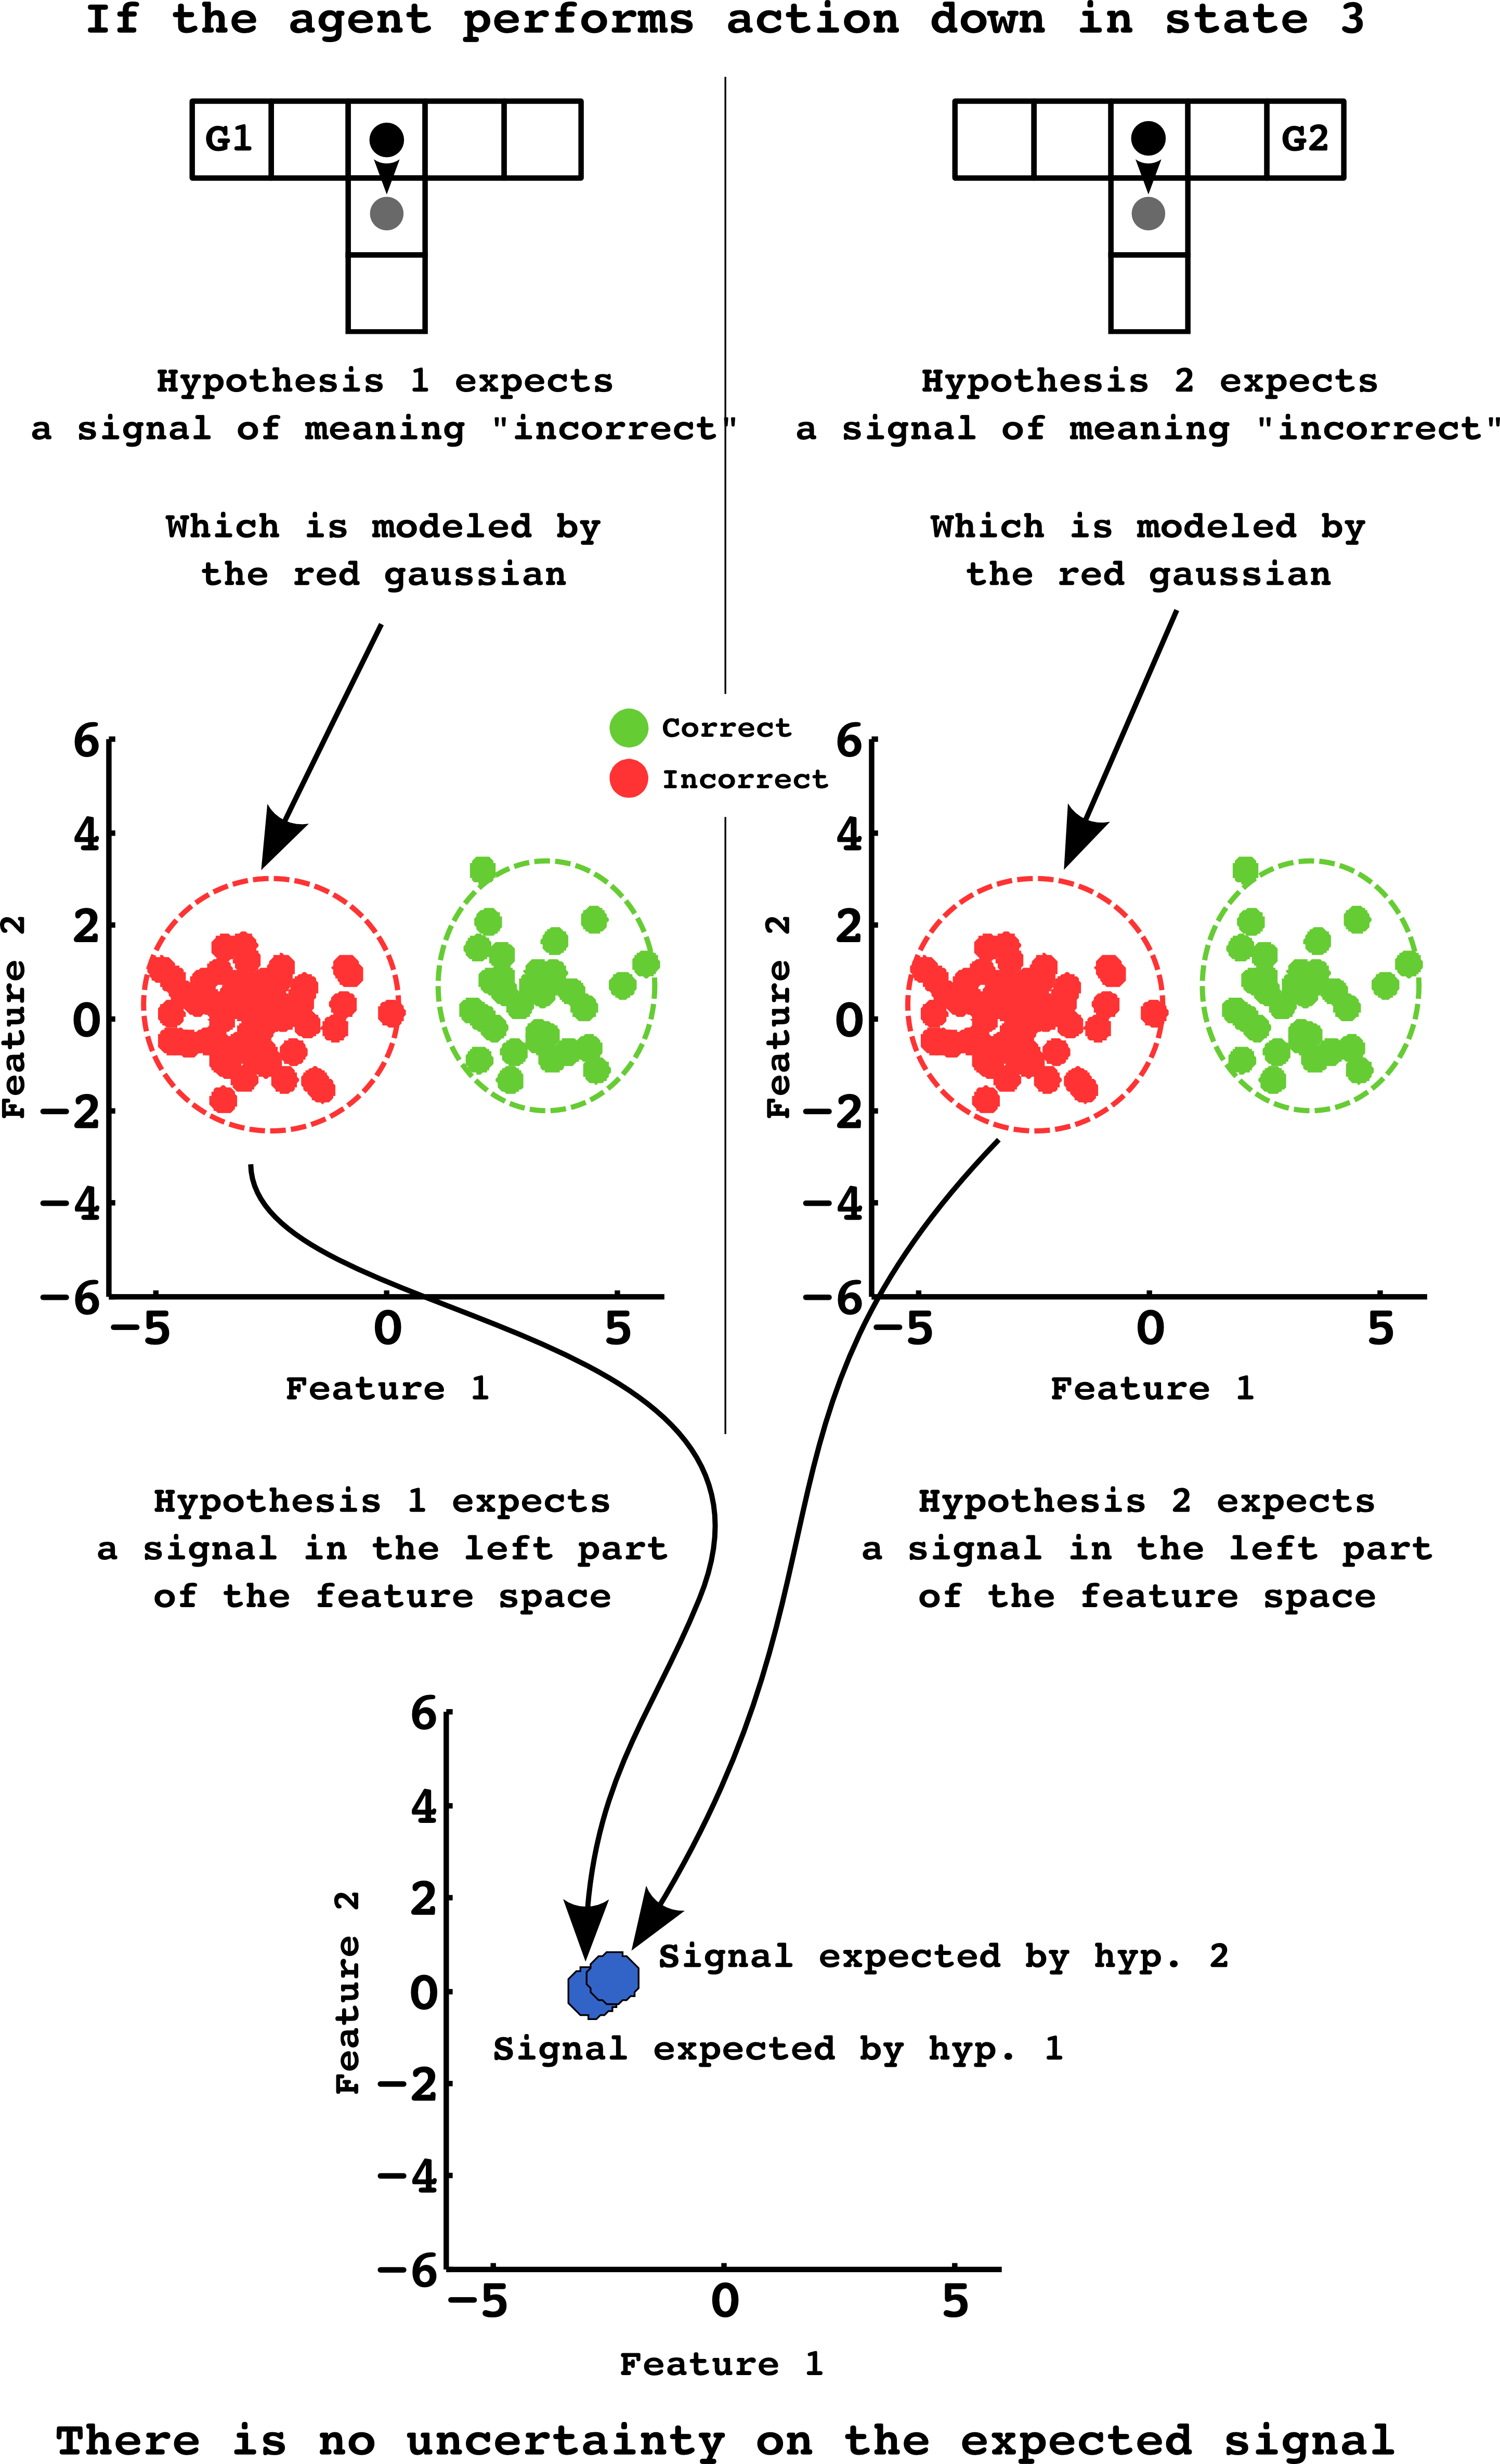 If the agent performs action down in state 3
G1
G2
Hypothesis 1 expects
a signal of meaning "incorrect"
Hypothesis 2 expects
a signal of meaning "incorrect"
Which is modeled by
the red gaussian
Which is modeled by
the red gaussian
Correct
Incorrect
6
4
2
0
−2
−4
−6
−5
0
5
Feature 2
Feature 1
6
4
2
0
−2
−4
−6
−5
0
5
Feature 2
Feature 1
Hypothesis 1 expects
a signal in the left part
of the feature space
Hypothesis 2 expects
a signal in the left part
of the feature space
6
4
2
0
−2
−4
−6
−5
0
5
Feature 2
Signal expected by hyp. 2
Signal expected by hyp. 1
Feature 1
There is no uncertainty on the expected signal